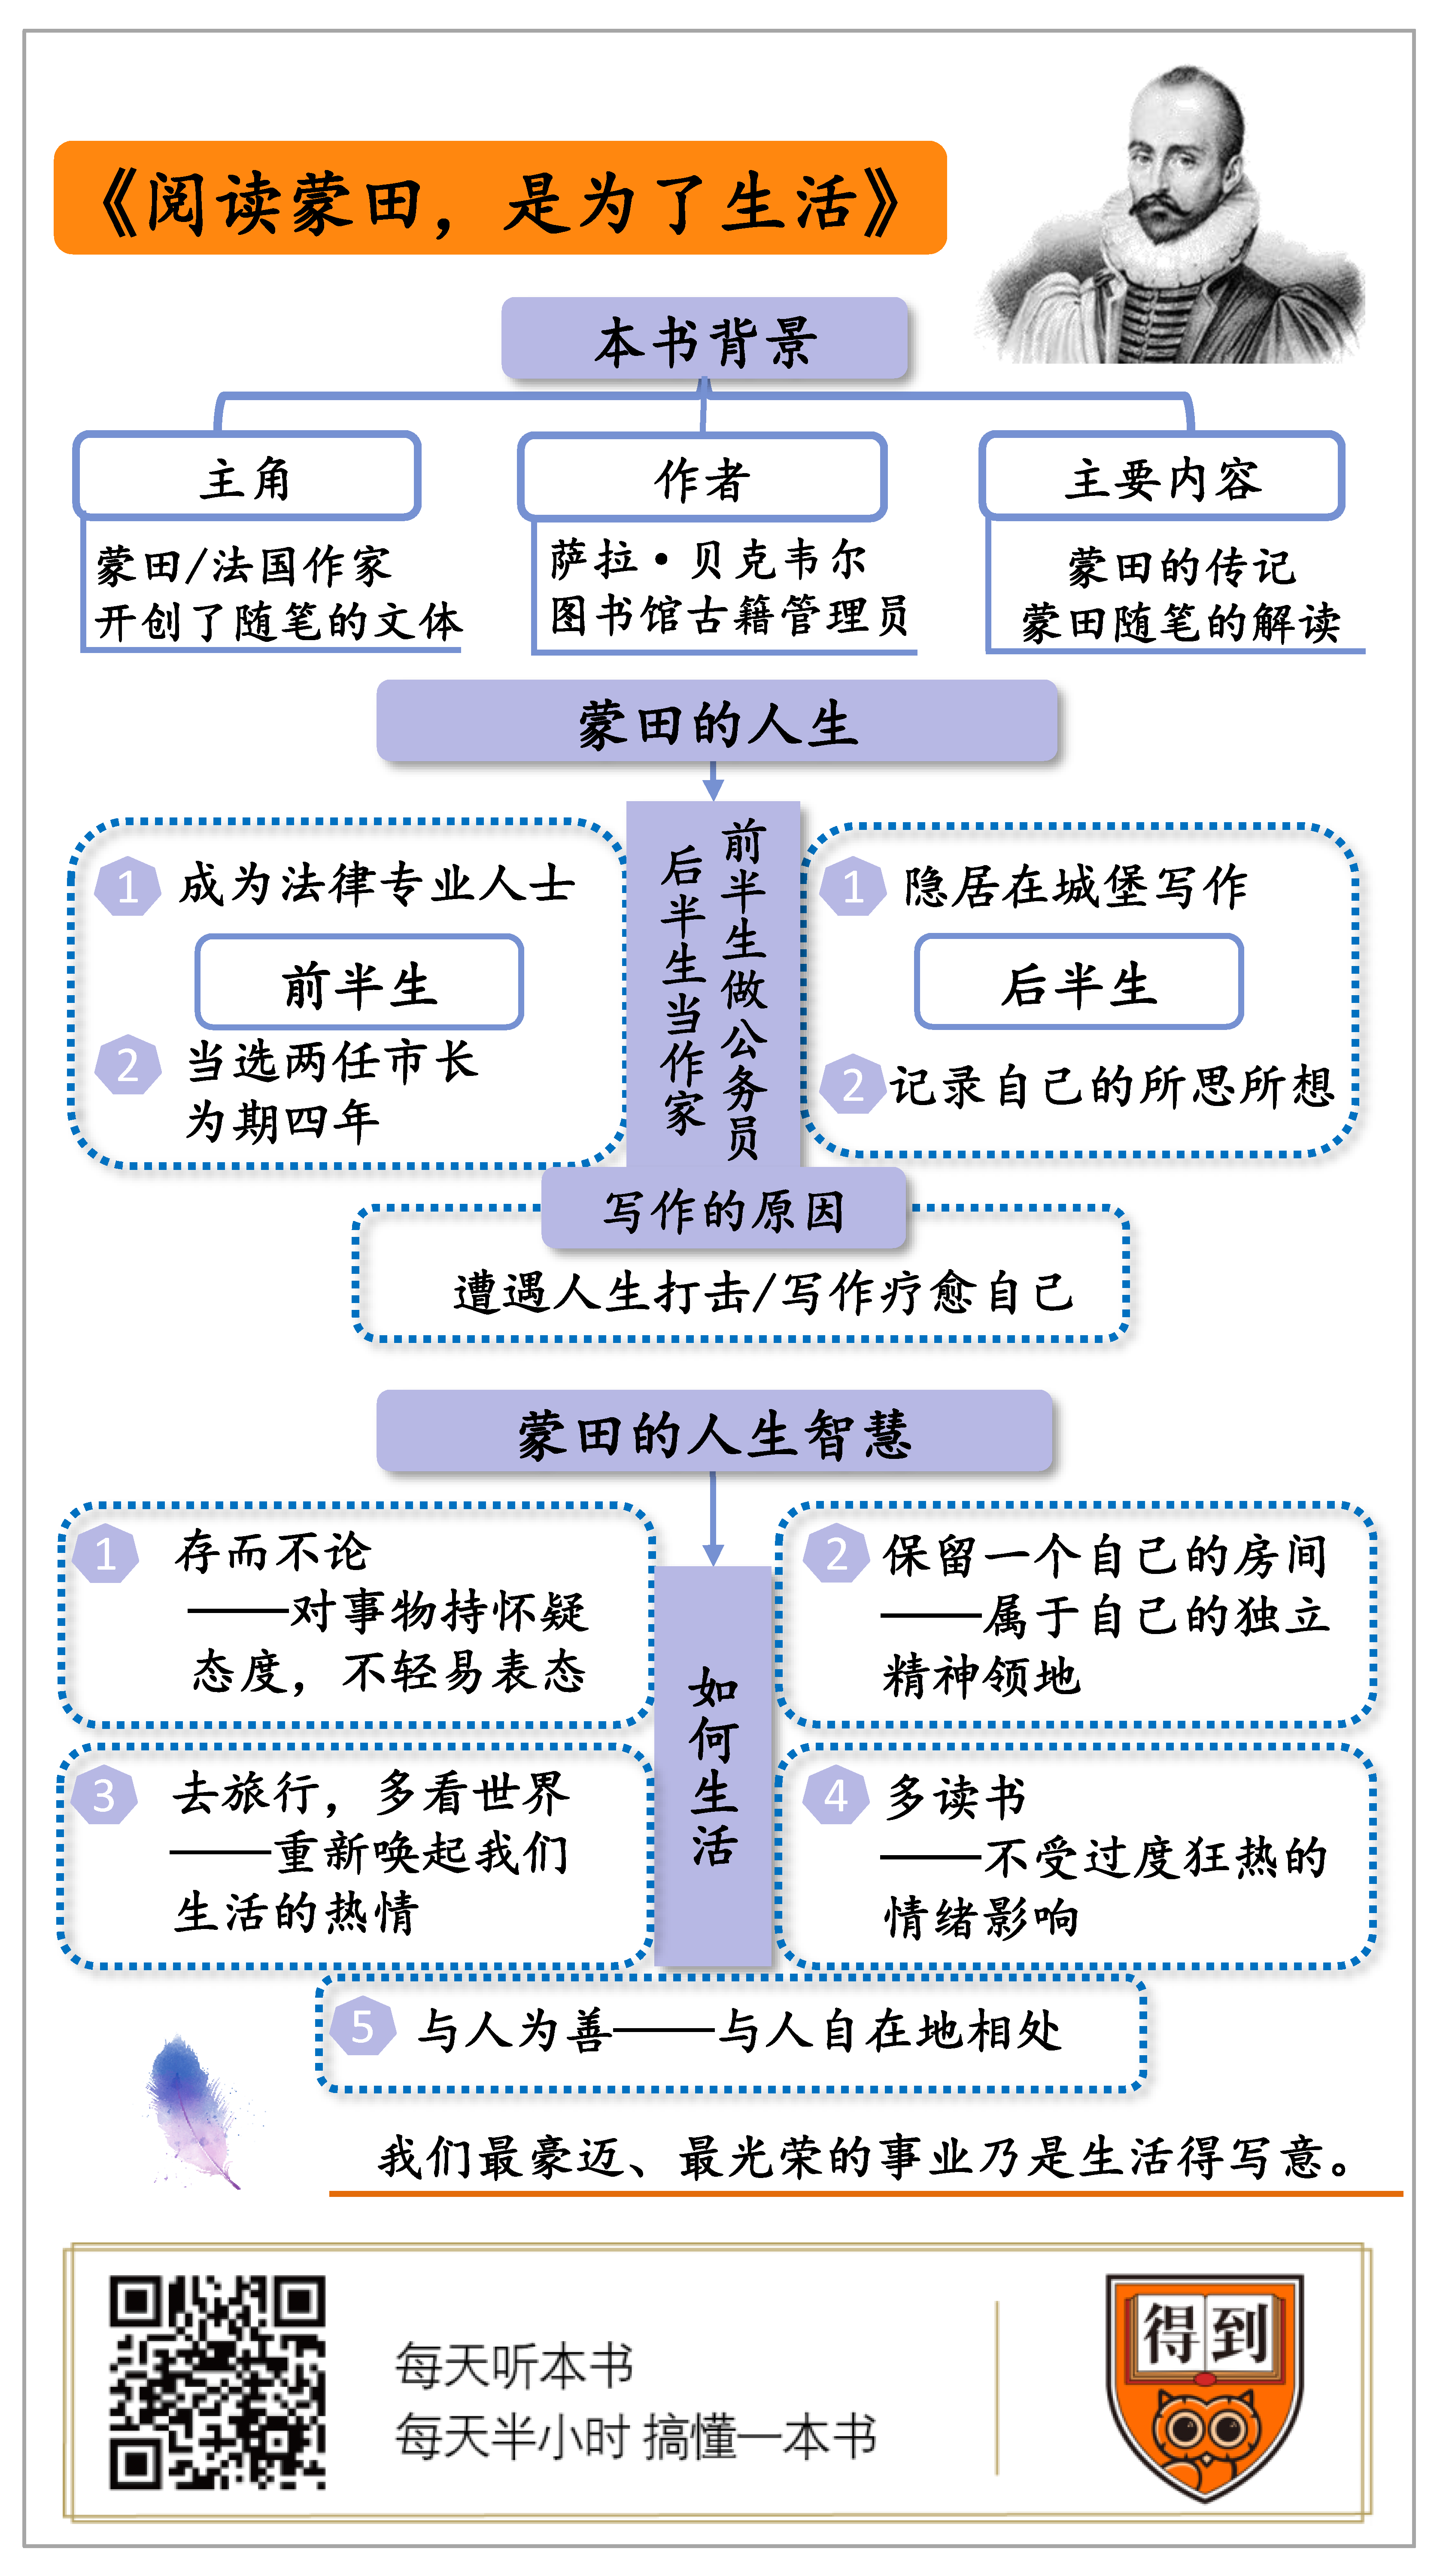 《阅读蒙田，是为了生活》
本书背景
主角
蒙田/法国作家
开创了随笔的文体
作者
萨拉·贝克韦尔
图书馆古籍管理员
主要内容
蒙田的传记
蒙田随笔的解读
蒙田的人生
前半生做公务员
后半生当作家
1 成为法律专业人士
前半生
2 当选两任市长
为期四年
1 隐居在城堡写作
后半生
2 记录自己的所思所想
写作的原因
遭遇人生打击/写作疗愈自己
蒙田的人生智慧
如何生活
1 存而不论
——对事物持怀疑
态度，不轻易表态
2 保留一个自己的房间
——属于自己的独立
精神领地
3 去旅行，多看世界
——重新唤起我们
生活的热情
4 多读书
——不受过度狂热的
情绪影响
5 与人为善——与人自在地相处
我们最豪迈、最光荣的事业乃是生活得写意。
每天听本书
每天半小时 搞懂一本书
得到